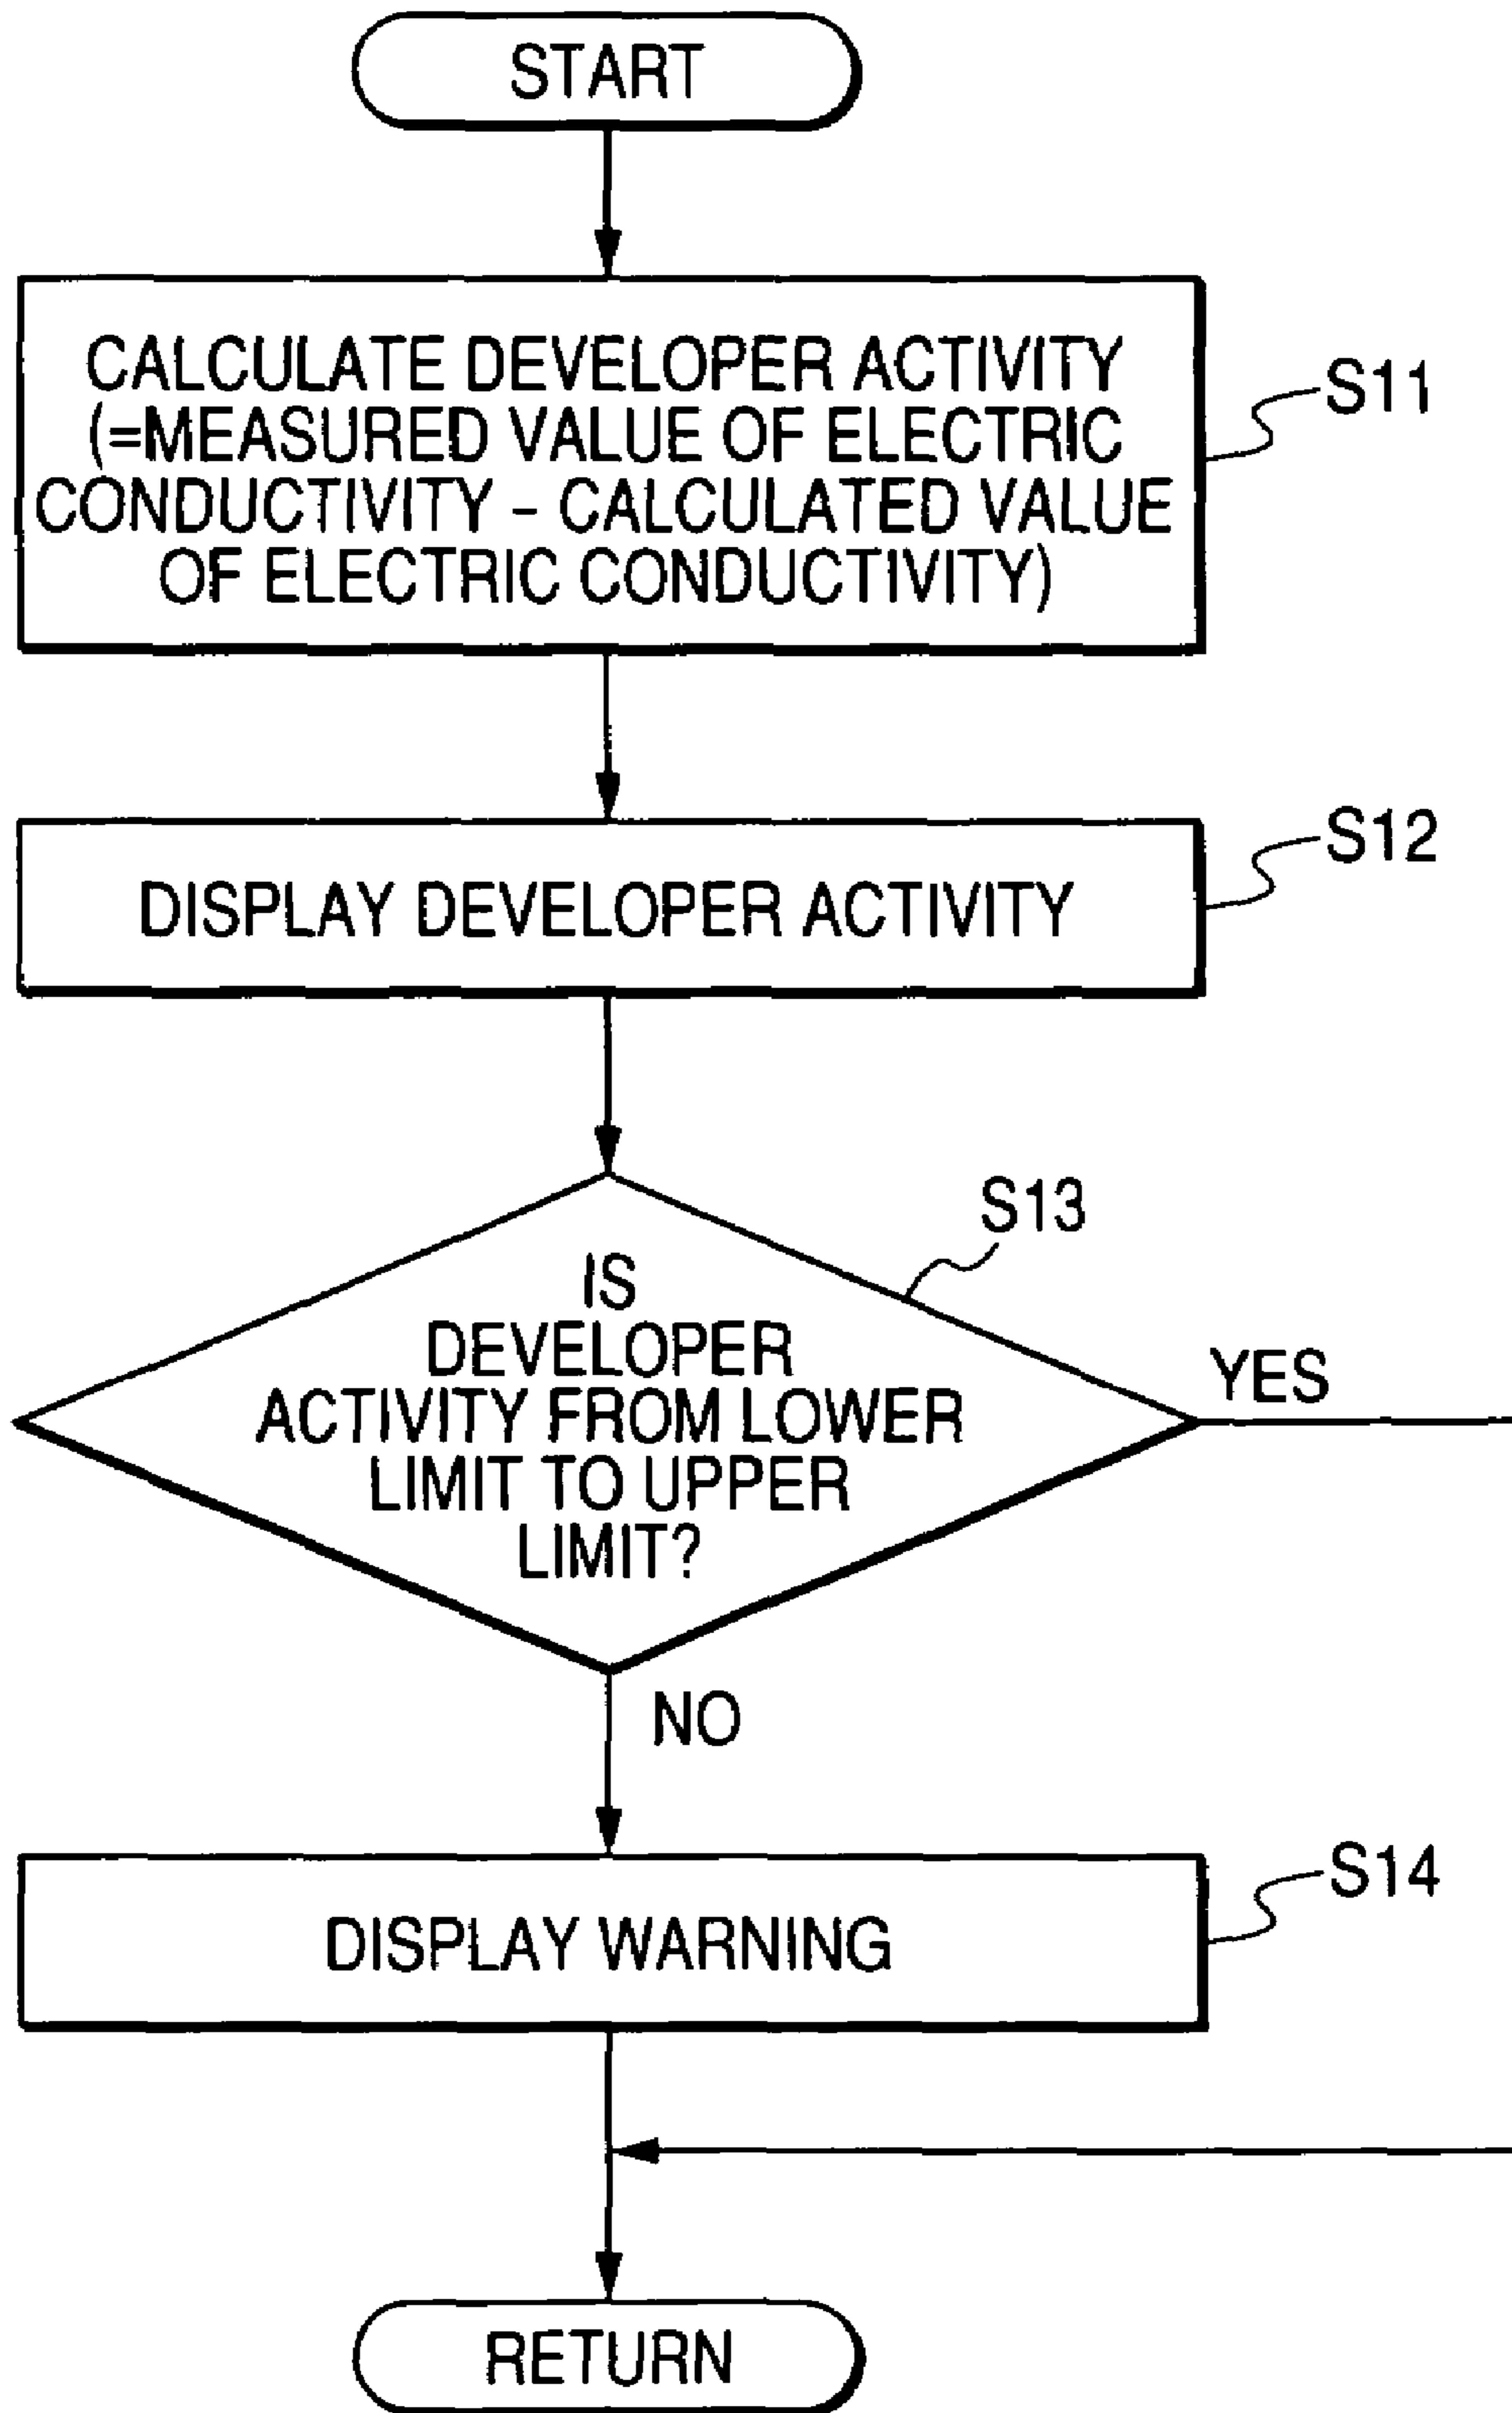 START
CALCULATE DEVELOPER ACTIVITY
(=MEASURED VALUE OF ELECTRIC
CONDUCTIVITY - CALCULATED VALUE
OF ELECTRIC CONDUCTIVITY)
S11
DISPLAY DEVELOPER ACTIVITY
S12
S13
IS
DEVELOPER
ACTIVITY FROM LOWER
LIMIT TO UPPER
LIMIT?
YES
NO
DISPLAY WARNING
S14
RETURN